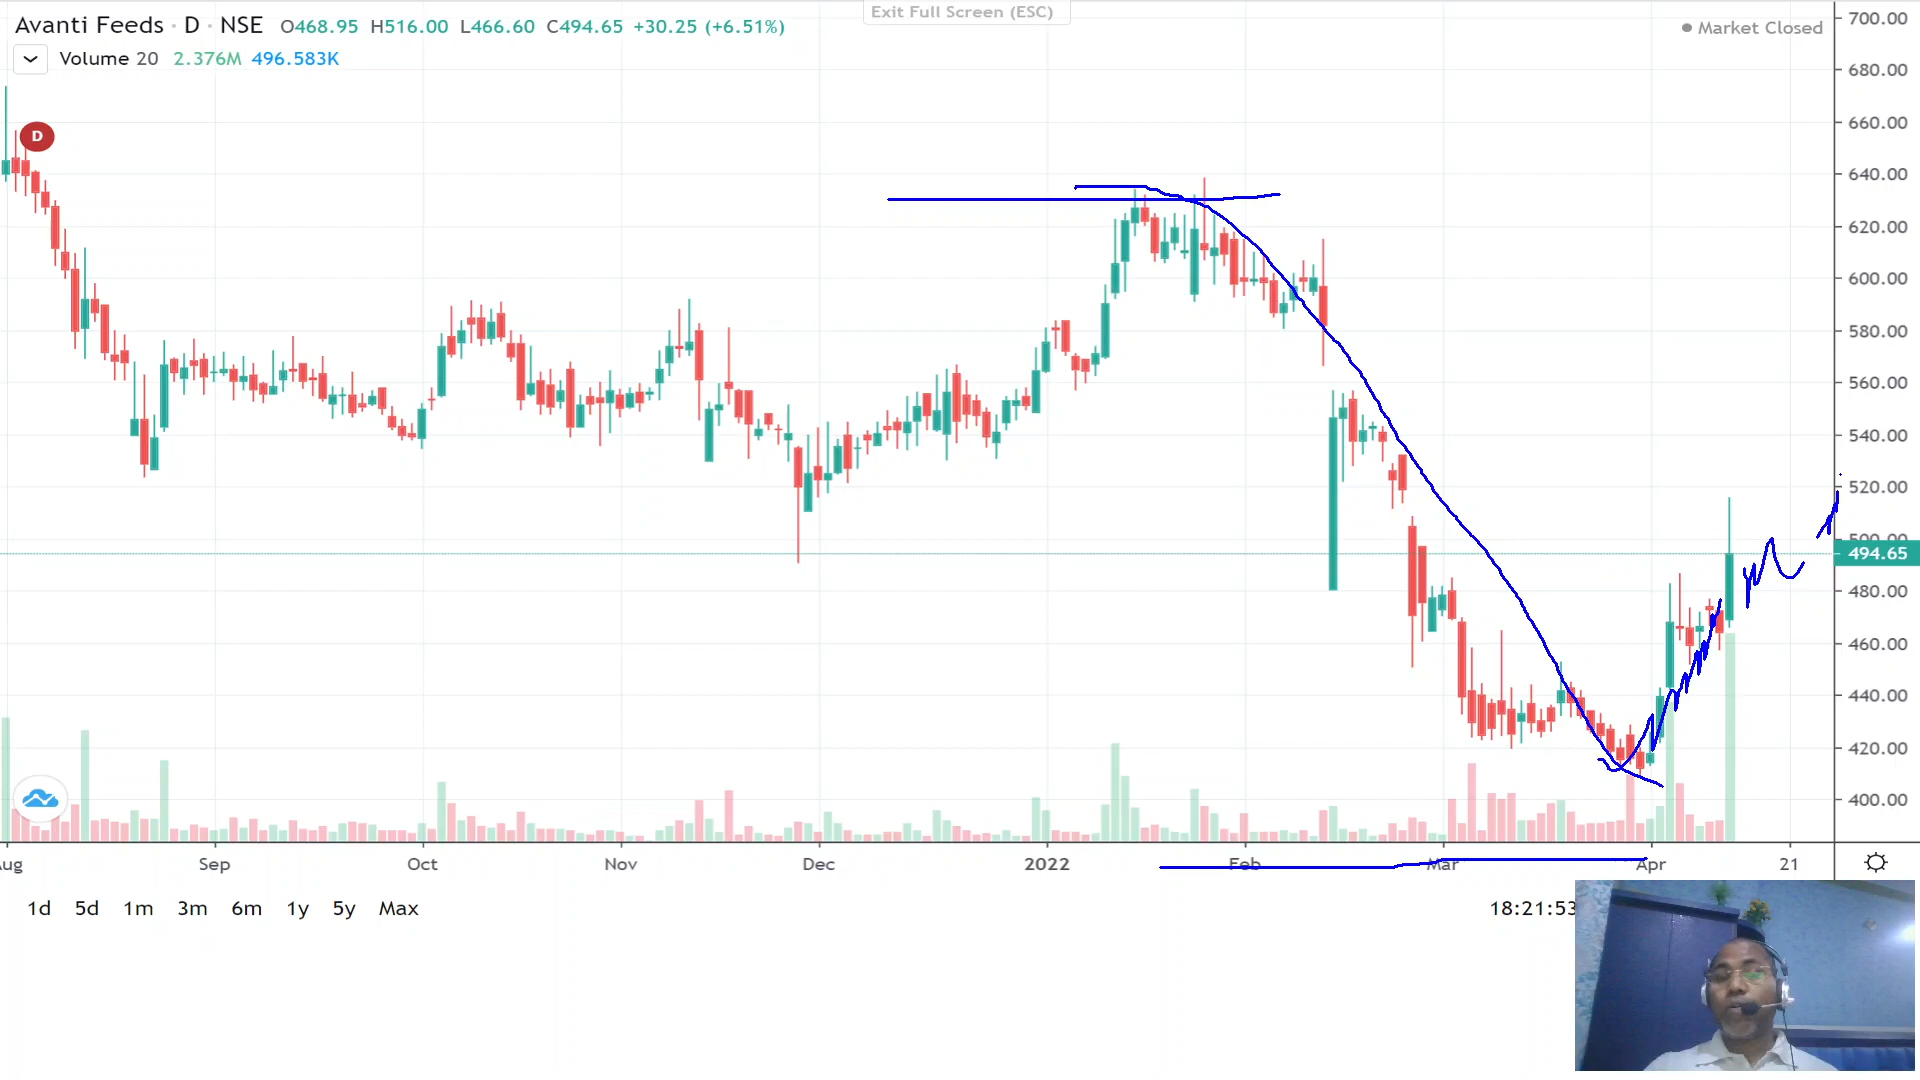 Exit Full Screen (ESC)
Avanti Feeds · D · NSE O468.95 H516.00 L466.60 C494.65 +30.25 (+6.51%)
Market Closed
Volume 20 2.376M 496.583K
D
700.00
680.00
660.00
640.00
620.00
600.00
580.00
560.00
540.00
520.00
500.00
494.65
480.00
460.00
440.00
420.00
400.00
Aug Sep Oct Nov Dec 2022 Feb Mar Apr 21
1d 5d 1m 3m 6m 1y 5y Max
18:21:53